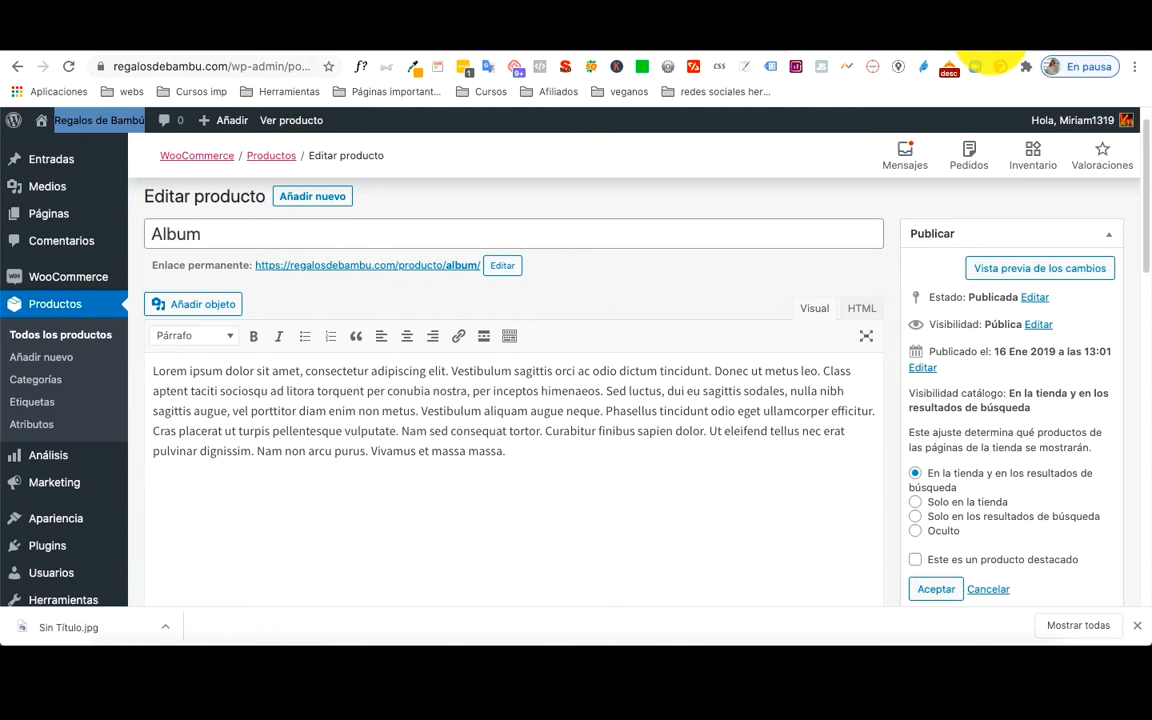 regalosdebambu.com/wp-admin/po...
f?
1
9+
css
desc
En pausa
Aplicaciones
webs
Cursos imp
Herramientas
Páginas important...
Cursos
Afiliados
veganos
redes sociales her...
Regalos de Bambú
0
Añadir
Ver producto
Hola, Miriam1319
Entradas
Medios
Páginas
Comentarios
WooCommerce
Productos
Todos los productos
Añadir nuevo
Categorías
Etiquetas
Atributos
Análisis
Marketing
Apariencia
Plugins
Usuarios
Herramientas
WooCommerce / Productos / Editar producto
Mensajes
Pedidos
Inventario
Valoraciones
Editar producto
Añadir nuevo
Album
Enlace permanente: https://regalosdebambu.com/producto/album/ Editar
Añadir objeto
Visual
HTML
Párrafo
B I
Lorem ipsum dolor sit amet, consectetur adipiscing elit. Vestibulum sagittis orci ac odio dictum tincidunt. Donec ut metus leo. Class
aptent taciti sociosqu ad litora torquent per conubia nostra, per inceptos himenaeos. Sed luctus, dui eu sagittis sodales, nulla nibh
sagittis augue, vel porttitor diam enim non metus. Vestibulum aliquam augue neque. Phasellus tincidunt odio eget ullamcorper efficitur.
Cras placerat ut turpis pellentesque vulputate. Nam sed consequat tortor. Curabitur finibus sapien dolor. Ut eleifend tellus nec erat
pulvinar dignissim. Nam non arcu purus. Vivamus et massa massa.
Publicar
Vista previa de los cambios
Estado: Publicada Editar
Visibilidad: Pública Editar
Publicado el: 16 Ene 2019 a las 13:01
Editar
Visibilidad catálogo: En la tienda y en los
resultados de búsqueda
Este ajuste determina qué productos de
las páginas de la tienda se mostrarán.
En la tienda y en los resultados de
búsqueda
Solo en la tienda
Solo en los resultados de búsqueda
Oculto
Este es un producto destacado
Aceptar
Cancelar
Sin Título.jpg
Mostrar todas